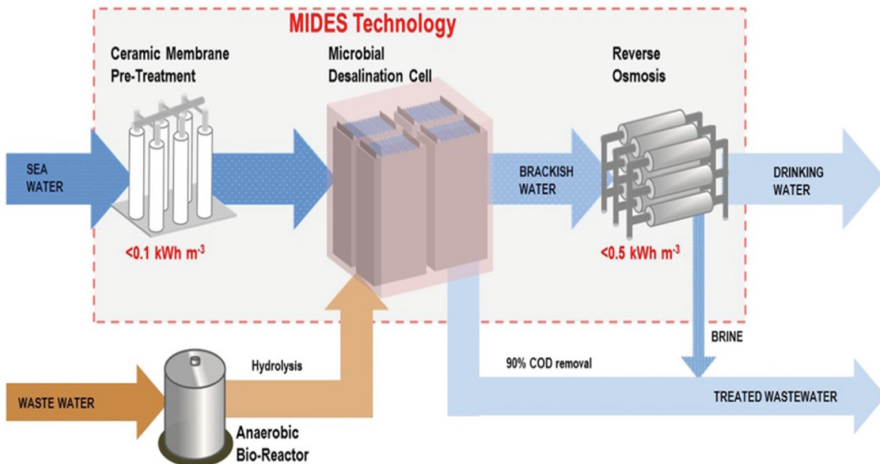 MIDES Technology
Ceramic Membrane
Pre-Treatment
Microbial
Desalination Cell
Reverse
Osmosis
SEA
WATER
BRACKISH
WATER
DRINKING
WATER
<0.1 kWh m-3
<0.5 kWh m-3
BRINE
Hydrolysis
90% COD removal
WASTE WATER
TREATED WASTEWATER
Anaerobic
Bio-Reactor